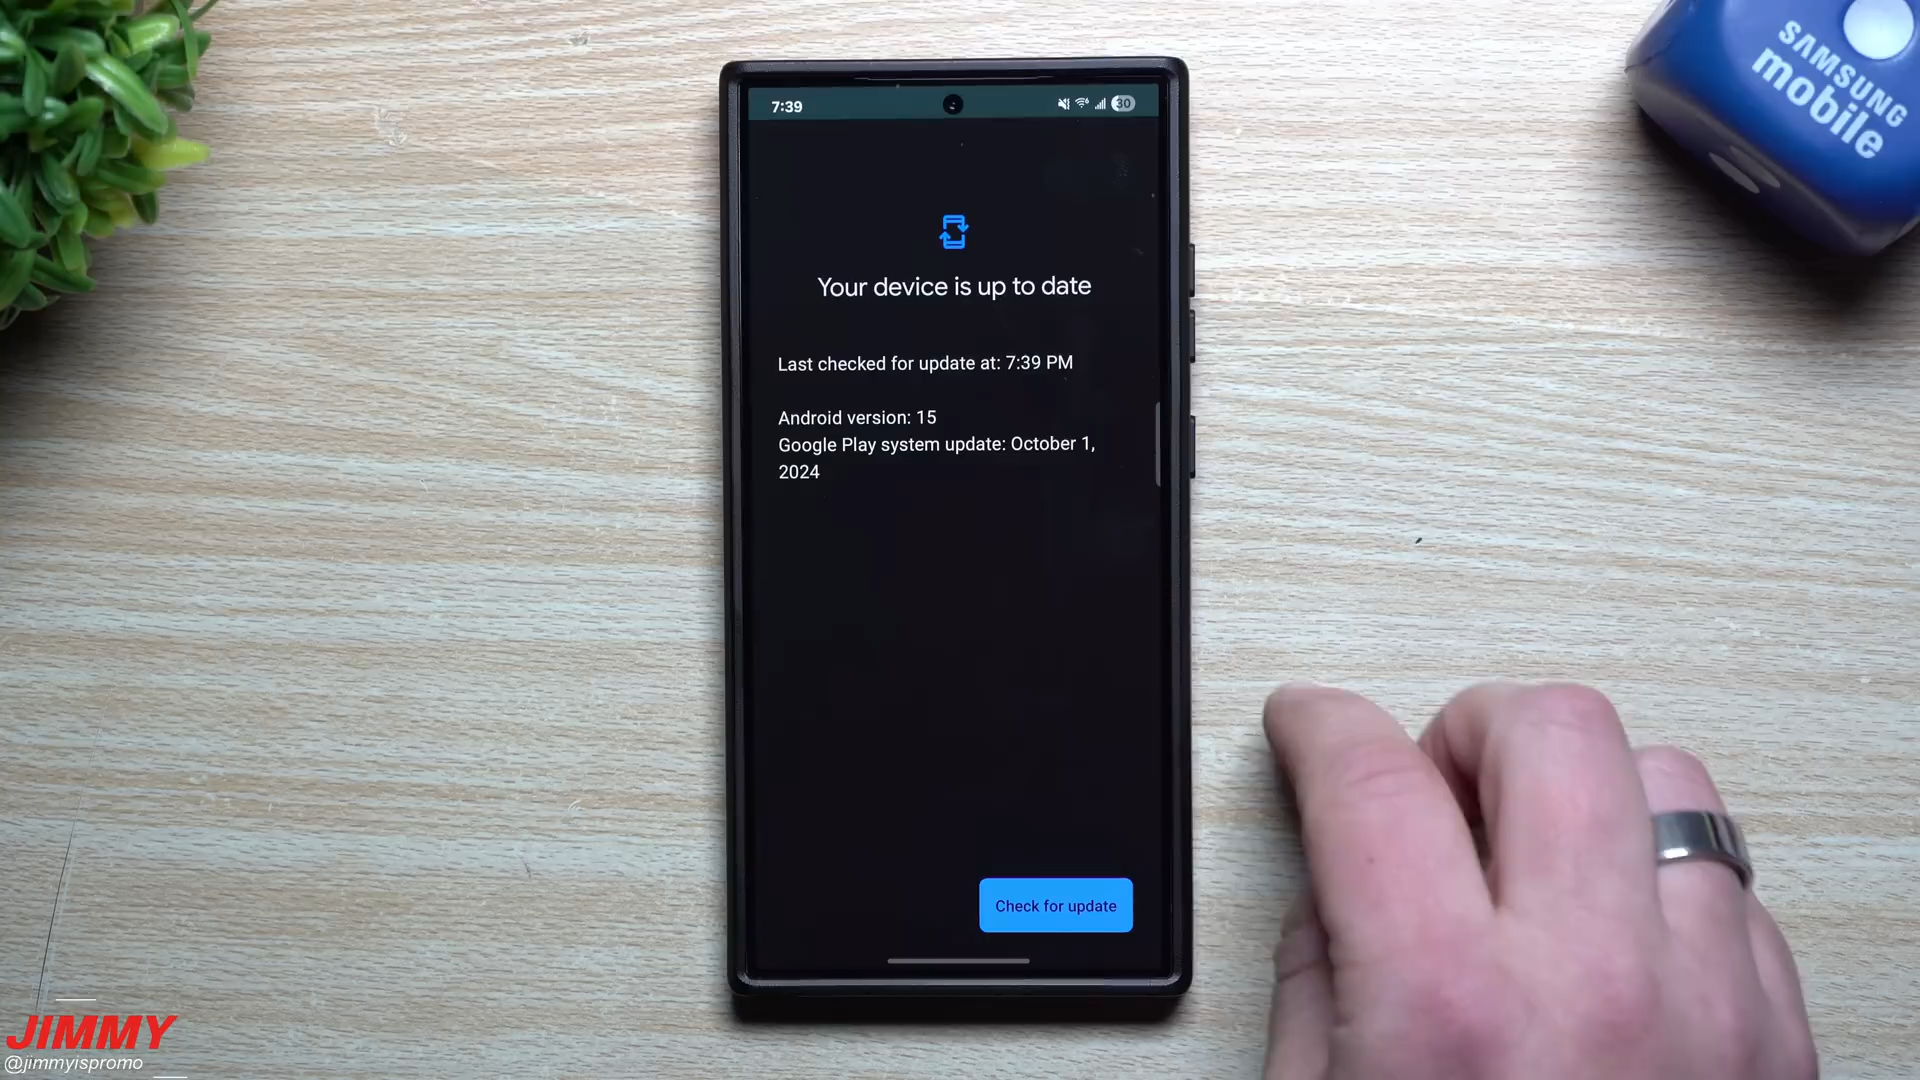 7:39
30
Your device is up to date
Last checked for update at: 7:39 PM
Android version: 15
Google Play system update: October 1,
2024
Check for update
SAMSUNG
mobile
JIMMY
@jimmyispromo